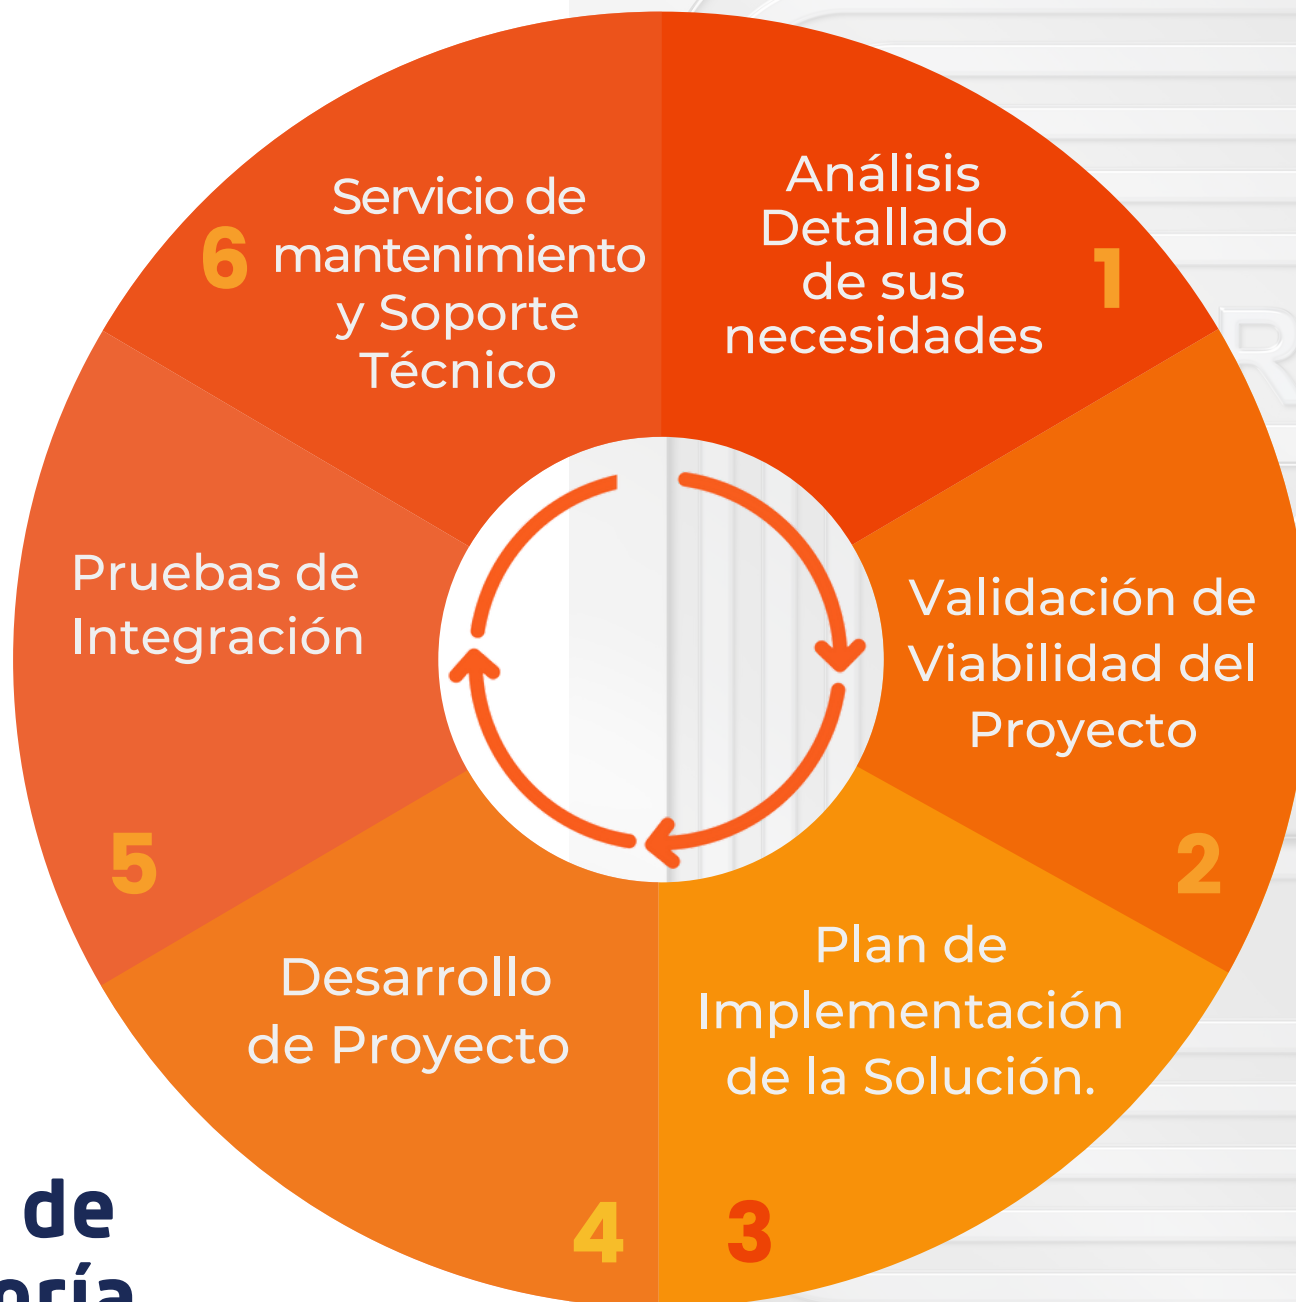 Análisis
Detallado
de sus
necesidades
1
Validación de
Viabilidad del
Proyecto
2
Plan de
Implementación
de la Solución.
3
Desarrollo
de Proyecto
4
Pruebas de
Integración
5
Servicio de
mantenimiento
y Soporte
Técnico
6
R
de